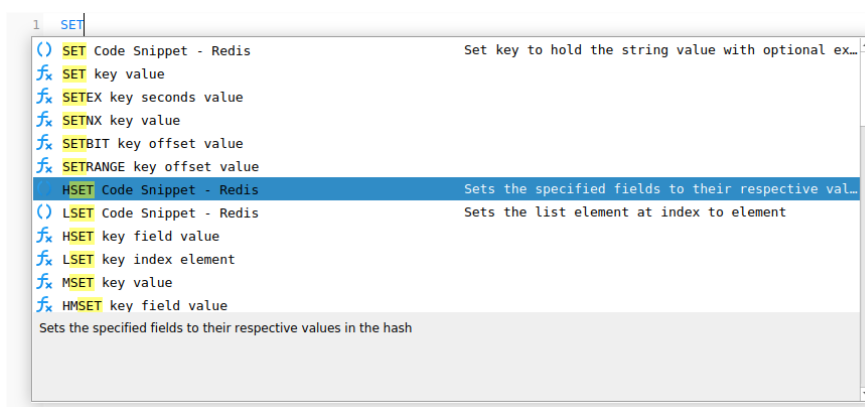 1 SET
SET Code Snippet - Redis Set key to hold the string value with optional ex…
SET key value
SETEX key seconds value
SETNX key value
SETBIT key offset value
SETRANGE key offset value
HSET Code Snippet - Redis Sets the specified fields to their respective val…
LSET Code Snippet - Redis Sets the list element at index to element
HSET key field value
LSET key index element
MSET key value
HMSET key field value
Sets the specified fields to their respective values in the hash